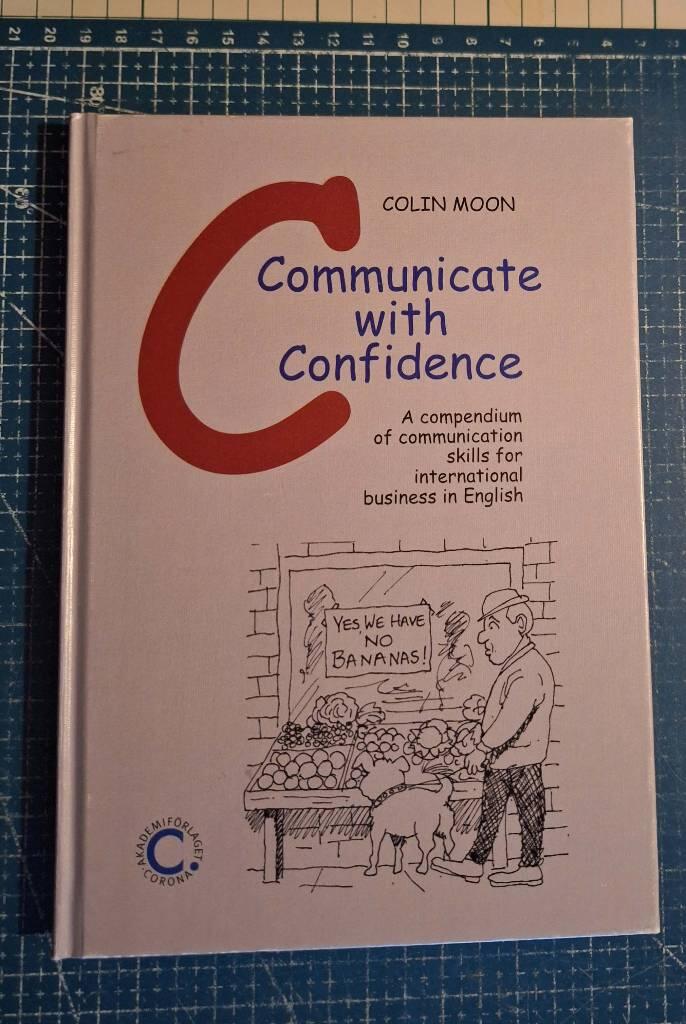 21 20 19 18 17 16 15 14 13 12 11 10 9 8 7 6 5 4
COLIN MOON
C
Communicate
with
Confidence
A compendium
of communication
skills for
international
business in English
YES, WE HAVE
NO
BANANAS!
AKADEMIFÖRLAGET
C.
CORONA